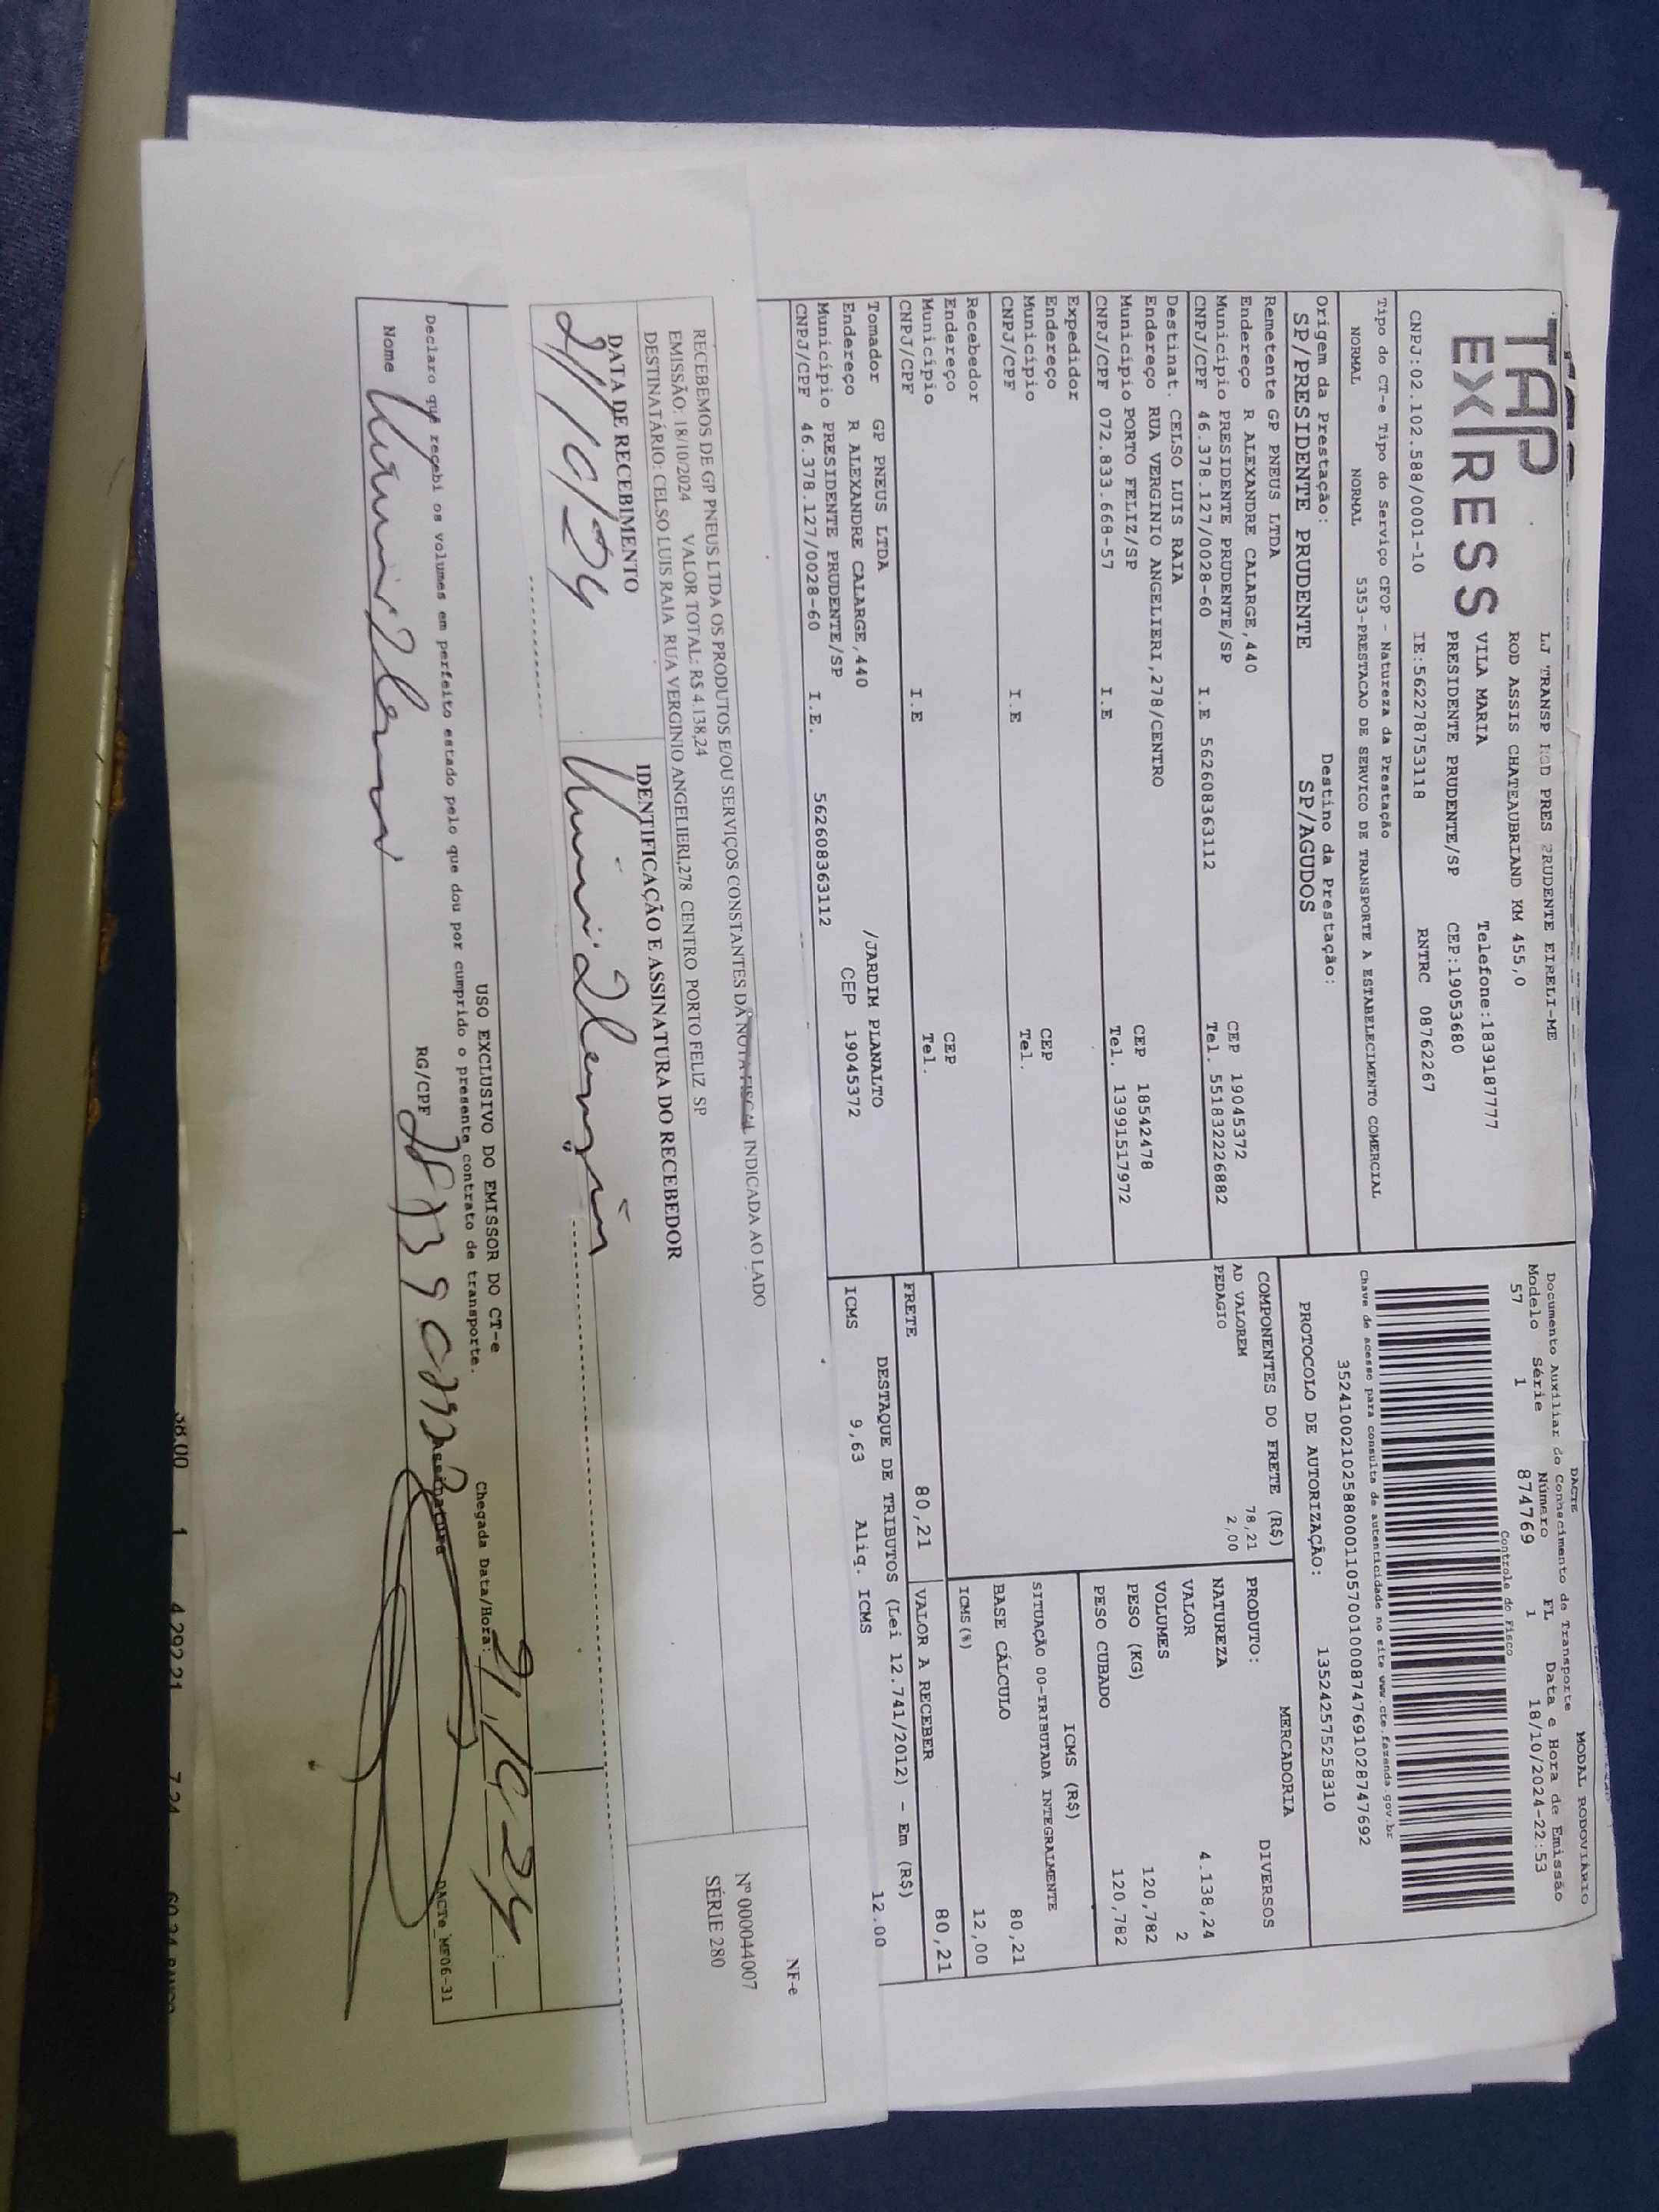 TAP
EXPRESS
LJ TRANSP ROD PRES PRUDENTE EIRELI-ME
ROD ASSIS CHATEAUBRIAND KM 455,0
VILA MARIA Telefone:1839187777
PRESIDENTE PRUDENTE/SP CEP:19053680
CNPJ:02.102.588/0001-10 IE:562278753118 RNTRC 08762267
DACTE MODAL RODOVIÁRIO
Documento Auxiliar do Conhecimento de Transporte
Modelo Série Número FL Data e Hora de Emissão
57 1 874769 1 18/10/2024-22:53
Controle do Fisco
Chave de acesso para consulta de autenticidade no site www.cte.fazenda.gov.br
35241002102588000110570010008747691028747692
PROTOCOLO DE AUTORIZAÇÃO: 135242575258310
Tipo do CT-e Tipo do Serviço CFOP - Natureza da Prestação
NORMAL NORMAL 5353-PRESTACAO DE SERVICO DE TRANSPORTE A ESTABELECIMENTO COMERCIAL
Origem da Prestação: Destino da Prestação:
SP/PRESIDENTE PRUDENTE SP/AGUDOS
Remetente GP PNEUS LTDA
Endereço R ALEXANDRE CALARGE,440 CEP 19045372
Município PRESIDENTE PRUDENTE/SP Tel. 551832226882
CNPJ/CPF 46.378.127/0028-60 I.E 562608363112
Destinat. CELSO LUIS RAIA
Endereço RUA VERGINIO ANGELIERI,278/CENTRO CEP 18542478
Município PORTO FELIZ/SP Tel. 13991517972
CNPJ/CPF 072.833.668-57 I.E
Expedidor
Endereço CEP
Município Tel.
CNPJ/CPF I.E
Recebedor
Endereço CEP
Município Tel.
CNPJ/CPF I.E
Tomador GP PNEUS LTDA /JARDIM PLANALTO
Endereço R ALEXANDRE CALARGE,440 CEP 19045372
Município PRESIDENTE PRUDENTE/SP
CNPJ/CPF 46.378.127/0028-60 I.E. 562608363112
COMPONENTES DO FRETE (R$)
AD VALOREM 78,21
PEDAGIO 2,00
MERCADORIA
PRODUTO: DIVERSOS
NATUREZA
VALOR 4.138,24
VOLUMES 2
PESO (KG) 120,782
PESO CUBADO 120,782
ICMS (R$)
SITUAÇÃO 00-TRIBUTADA INTEGRALMENTE
BASE CÁLCULO 80,21
ICMS(%) 12,00
FRETE 80,21 VALOR A RECEBER 80,21
DESTAQUE DE TRIBUTOS (Lei 12.741/2012) - Em (R$)
ICMS 9,63 Aliq. ICMS 12.00
RECEBEMOS DE GP PNEUS LTDA OS PRODUTOS E/OU SERVIÇOS CONSTANTES DA NOTA FISCAL INDICADA AO LADO
EMISSÃO: 18/10/2024 VALOR TOTAL: R$ 4.138,24
DESTINATÁRIO: CELSO LUIS RAIA RUA VERGINIO ANGELIERI,278 CENTRO PORTO FELIZ SP
NF-e
Nº 000044007
SÉRIE 280
DATA DE RECEBIMENTO IDENTIFICAÇÃO E ASSINATURA DO RECEBEDOR
21/10/24
USO EXCLUSIVO DO EMISSOR DO CT-e
Declaro que recebi os volumes em perfeito estado pelo que dou por cumprido o presente contrato de transporte.
Chegada Data/Hora: 21/10/24
Nome RG/CPF Assinatura
DACTe_MF06-31
38.00 1 4.292,21 7,24